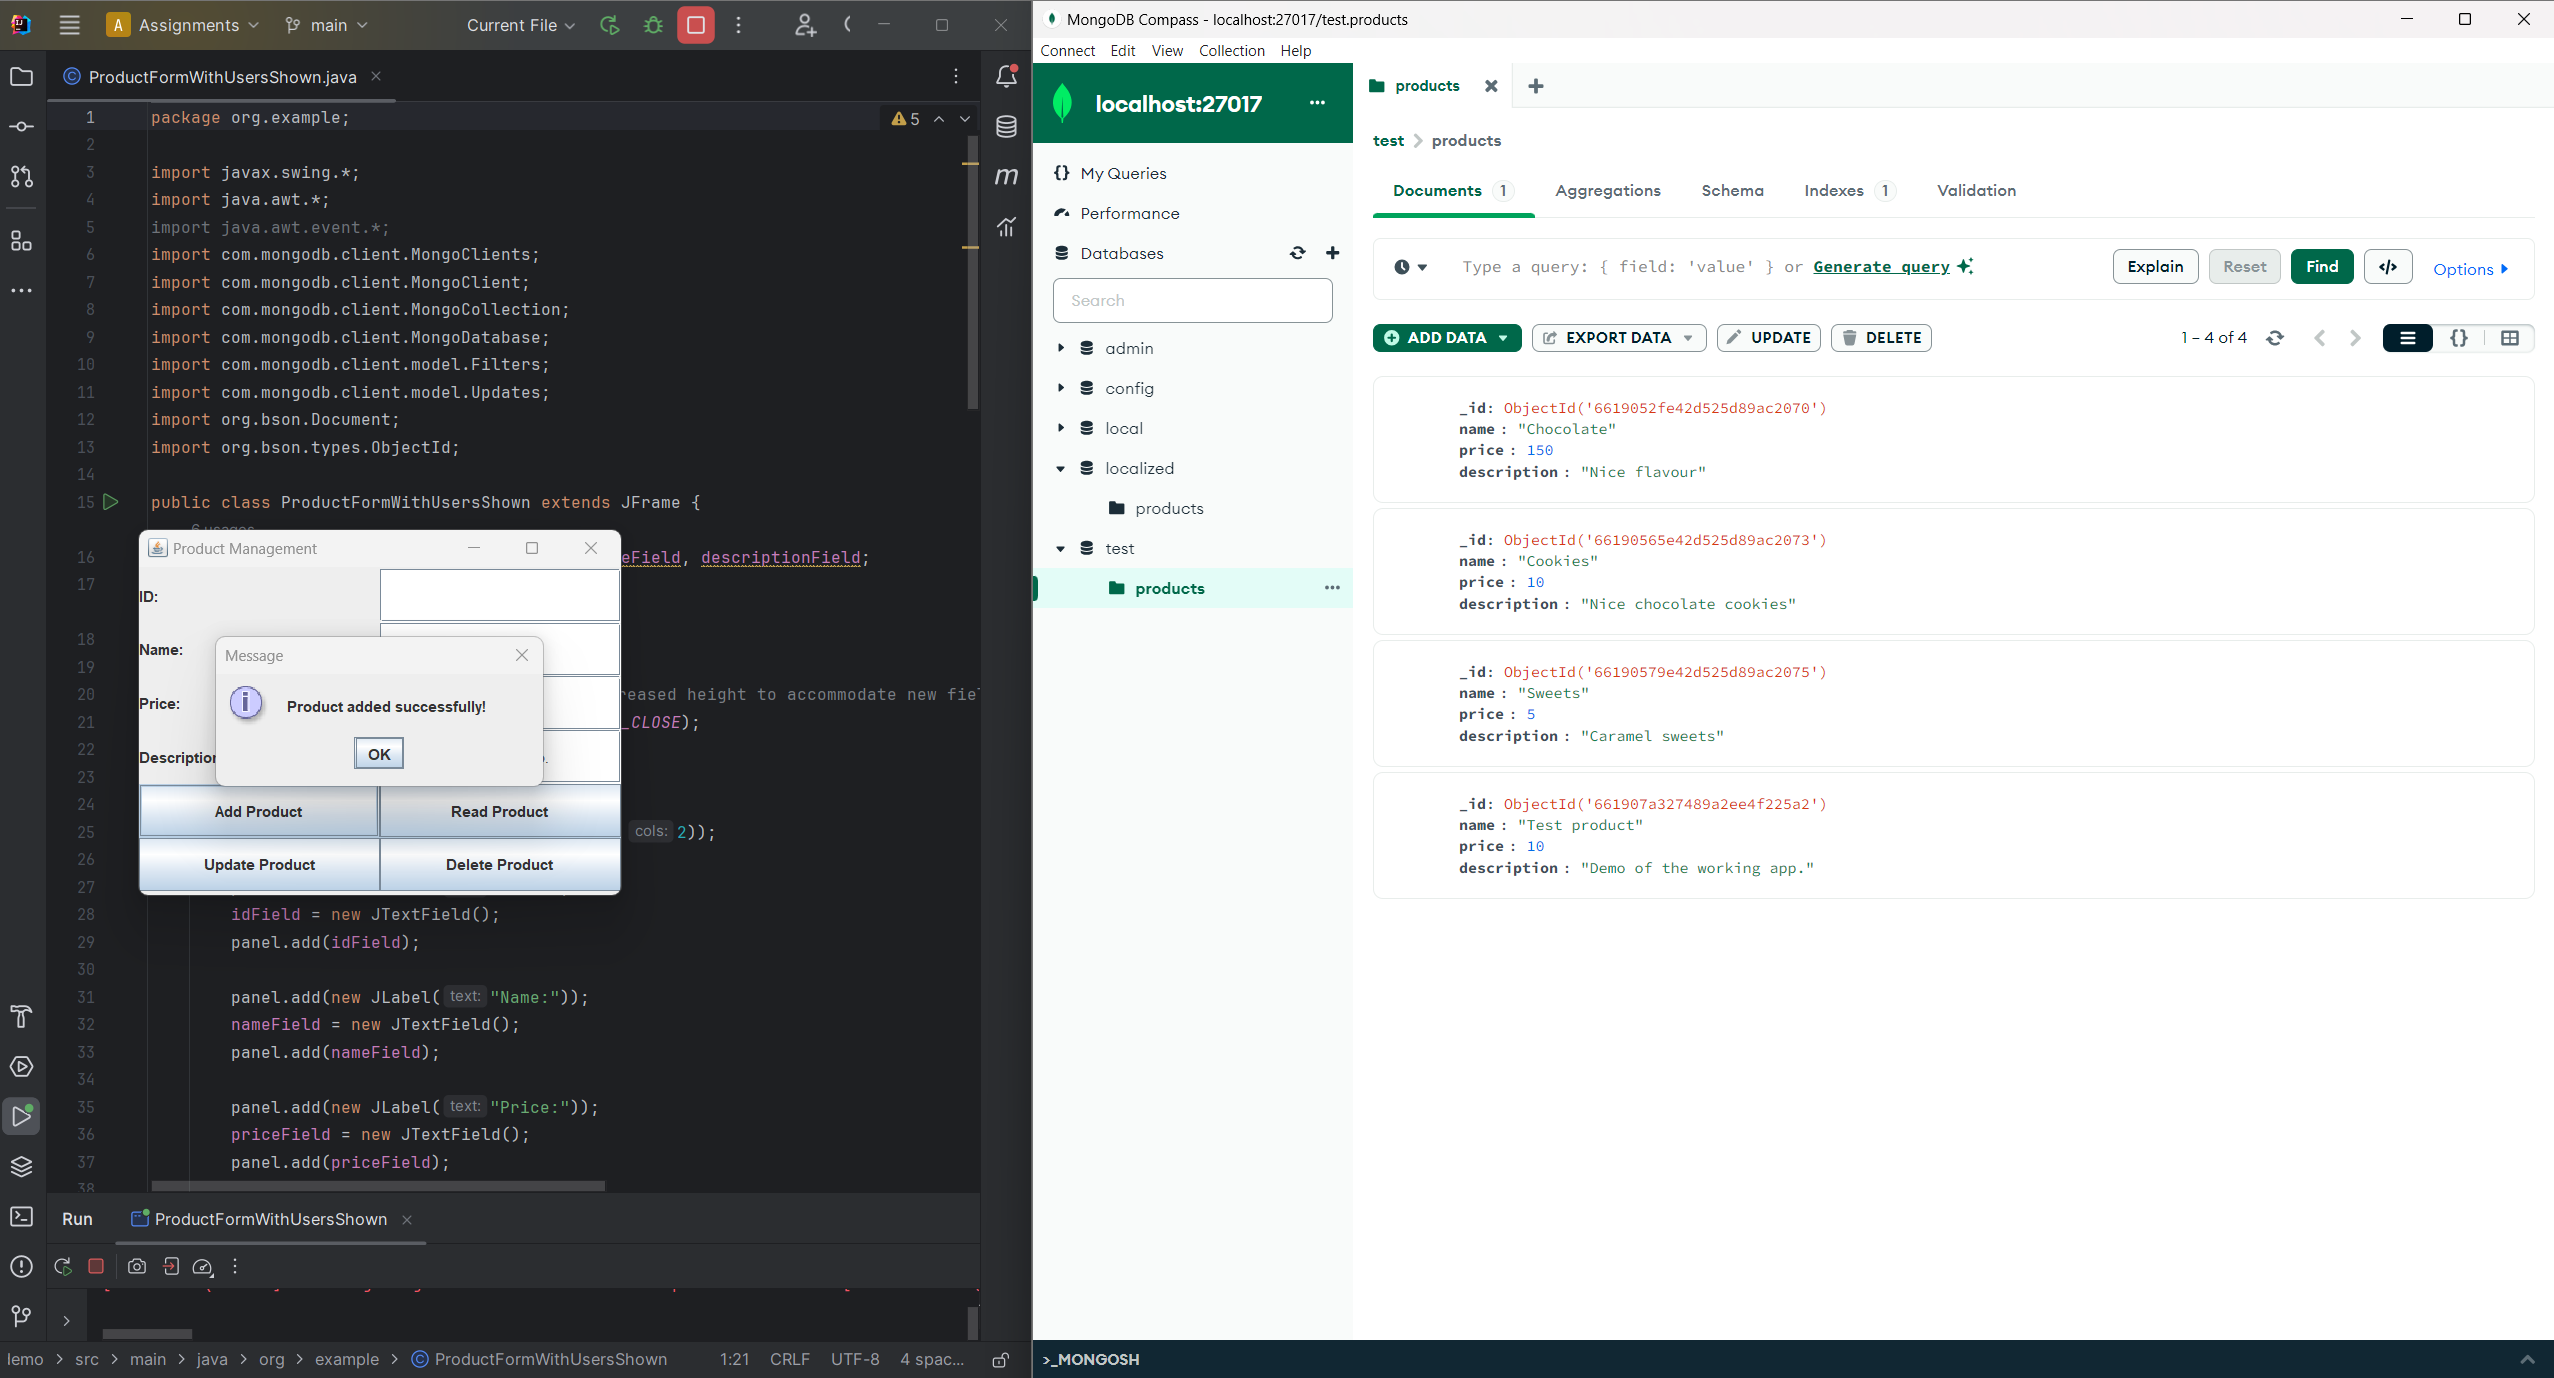 A Assignments main Current File
ProductFormWithUsersShown.java
1 package org.example; 5
2
3 import javax.swing.*;
4 import java.awt.*;
5 import java.awt.event.*;
6 import com.mongodb.client.MongoClients;
7 import com.mongodb.client.MongoClient;
8 import com.mongodb.client.MongoCollection;
9 import com.mongodb.client.MongoDatabase;
10 import com.mongodb.client.model.Filters;
11 import com.mongodb.client.model.Updates;
12 import org.bson.Document;
13 import org.bson.types.ObjectId;
14
15 public class ProductFormWithUsersShown extends JFrame {
6 usages
16 eField, descriptionField;
17
18
19
20 reased height to accommodate new fiel
21 _CLOSE);
22
23
24
25 cols: 2));
26
27
28 idField = new JTextField();
29 panel.add(idField);
30
31 panel.add(new JLabel( text: "Name:"));
32 nameField = new JTextField();
33 panel.add(nameField);
34
35 panel.add(new JLabel( text: "Price:"));
36 priceField = new JTextField();
37 panel.add(priceField);
38
Product Management
ID:
Name:
Price:
Description
Message
Product added successfully!
OK
Add Product Read Product
Update Product Delete Product
Run ProductFormWithUsersShown
lemo > src > main > java > org > example > ProductFormWithUsersShown 1:21 CRLF UTF-8 4 spac...
MongoDB Compass - localhost:27017/test.products
Connect Edit View Collection Help
localhost:27017
{} My Queries
Performance
Databases
Search
admin
config
local
localized
products
test
products
products
test > products
Documents 1 Aggregations Schema Indexes 1 Validation
Type a query: { field: 'value' } or Generate query Explain Reset Find </> Options
ADD DATA EXPORT DATA UPDATE DELETE 1 – 4 of 4 {}
_id: ObjectId('6619052fe42d525d89ac2070')
name : "Chocolate"
price : 150
description : "Nice flavour"
_id: ObjectId('66190565e42d525d89ac2073')
name : "Cookies"
price : 10
description : "Nice chocolate cookies"
_id: ObjectId('66190579e42d525d89ac2075')
name : "Sweets"
price : 5
description : "Caramel sweets"
_id: ObjectId('661907a327489a2ee4f225a2')
name : "Test product"
price : 10
description : "Demo of the working app."
>_MONGOSH